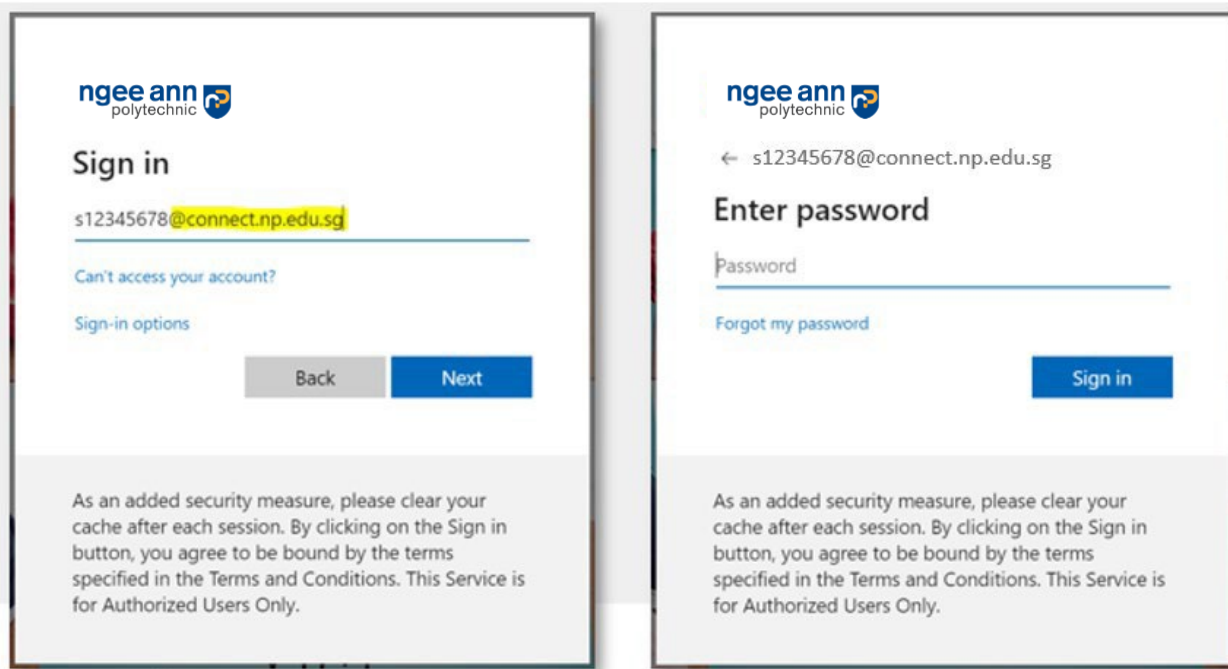 ngee ann
polytechnic
Sign in
s12345678@connect.np.edu.sg
Can't access your account?
Sign-in options
Back Next
As an added security measure, please clear your
cache after each session. By clicking on the Sign in
button, you agree to be bound by the terms
specified in the Terms and Conditions. This Service is
for Authorized Users Only.
ngee ann
polytechnic
← s12345678@connect.np.edu.sg
Enter password
Password
Forgot my password
Sign in
As an added security measure, please clear your
cache after each session. By clicking on the Sign in
button, you agree to be bound by the terms
specified in the Terms and Conditions. This Service is
for Authorized Users Only.